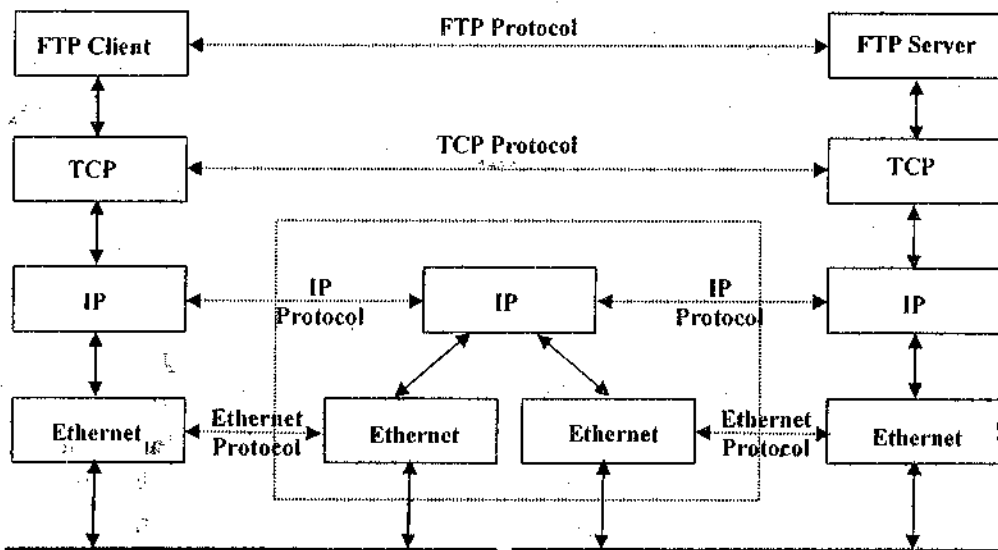 FTP Client
FTP Protocol
FTP Server
TCP
TCP Protocol
TCP
IP
IP
Protocol
IP
IP
Protocol
IP
Ethernet
Ethernet
Protocol
Ethernet
Ethernet
Ethernet
Protocol
Ethernet